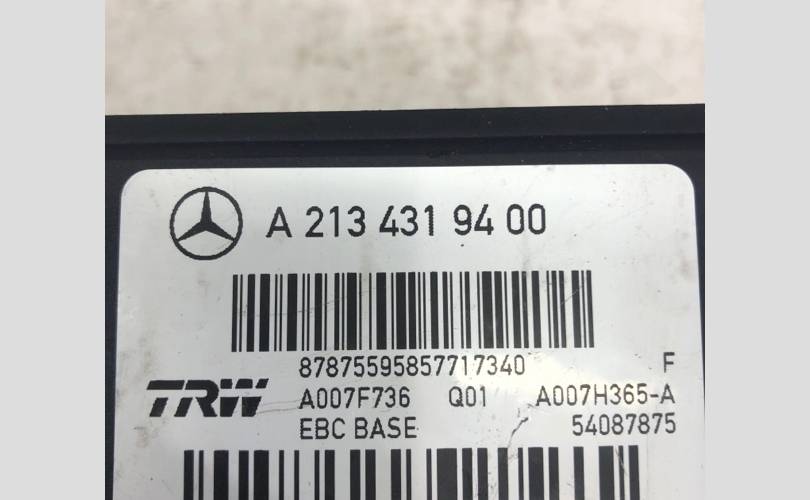 A 213 431 94 00
87875595857717340 F
TRW A007F736 Q01 A007H365-A
EBC BASE 54087875